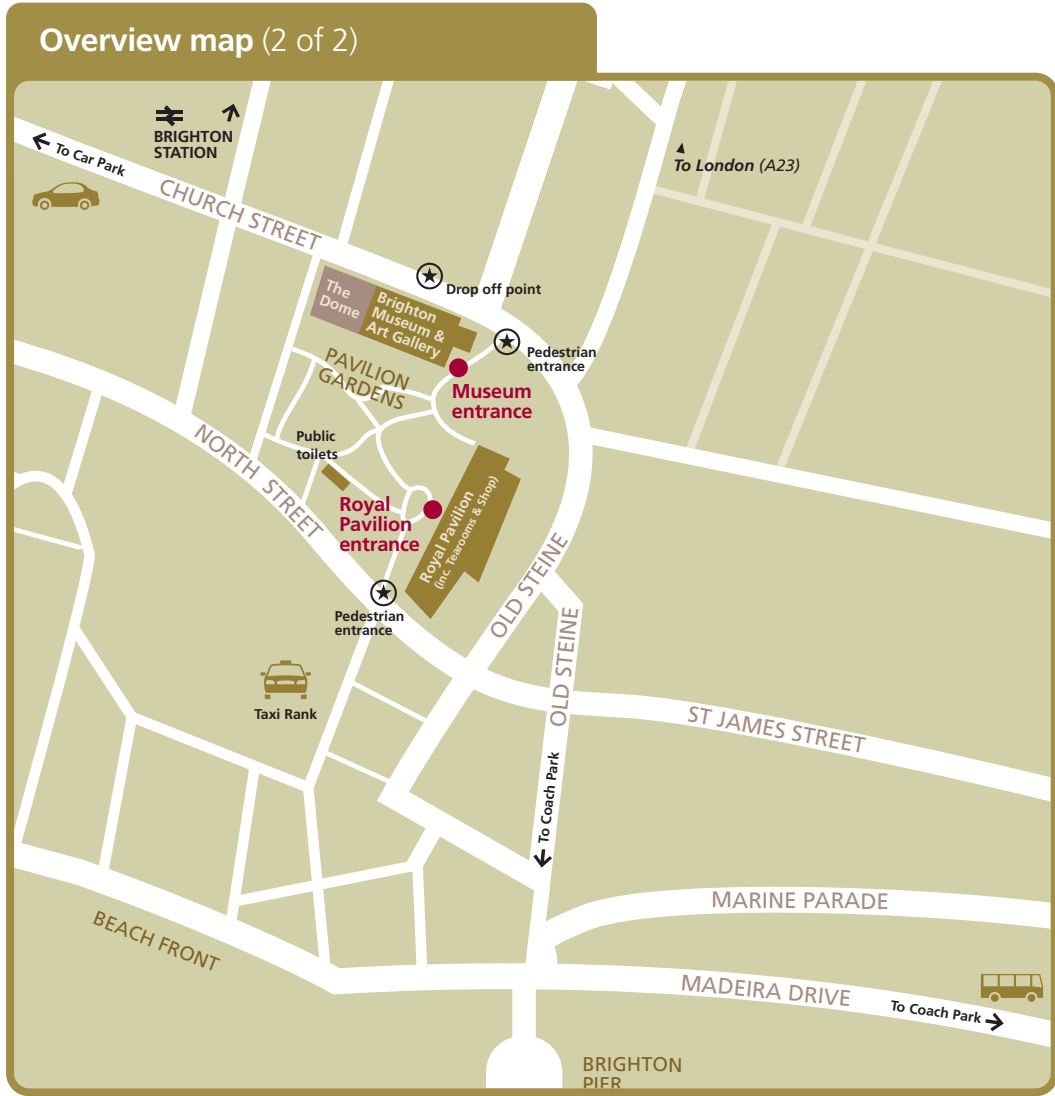 Overview map (2 of 2)
BRIGHTON
STATION
To Car Park
To London (A23)
CHURCH STREET
Drop off point
The
Dome
Brighton
Museum &
Art Gallery
Pedestrian
entrance
PAVILION
GARDENS
Museum
entrance
Public
toilets
NORTH STREET
Royal
Pavilion
entrance
Royal Pavilion
(inc. Tearooms & Shop)
OLD STEINE
Pedestrian
entrance
OLD STEINE
Taxi Rank
ST JAMES STREET
To Coach Park
MARINE PARADE
BEACH FRONT
MADEIRA DRIVE
To Coach Park
BRIGHTON
PIER